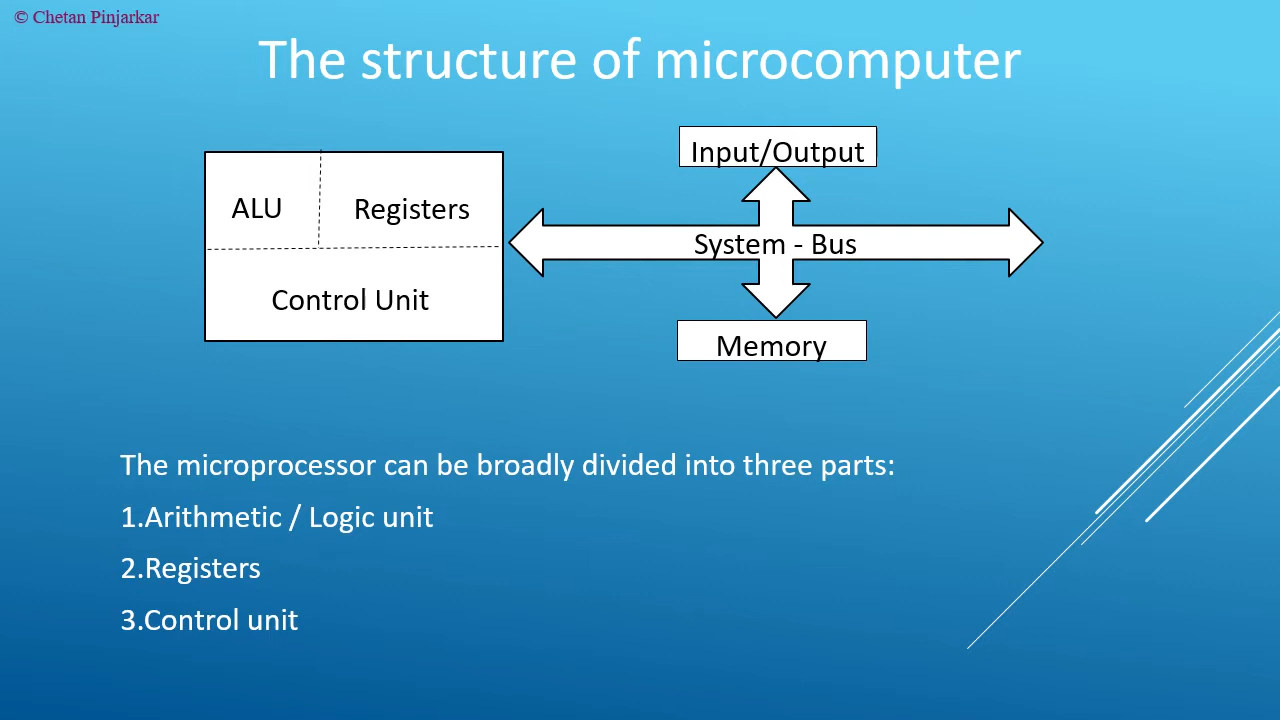 © Chetan Pinjarkar
The structure of microcomputer
Input/Output
ALU
Registers
System - Bus
Control Unit
Memory
The microprocessor can be broadly divided into three parts:
1.Arithmetic / Logic unit
2.Registers
3.Control unit